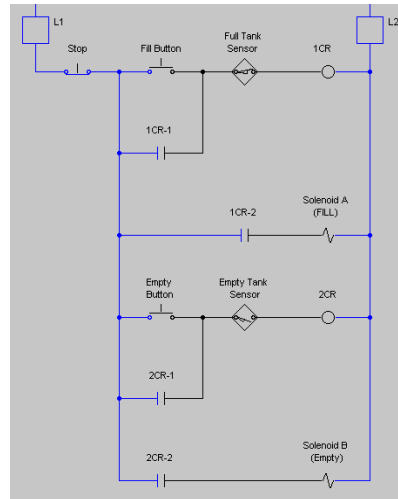 L1
L2
Stop
Fill Button
Full Tank
Sensor
1CR
1CR-1
1CR-2
Solenoid A
(FILL)
Empty
Button
Empty Tank
Sensor
2CR
2CR-1
2CR-2
Solenoid B
(Empty)